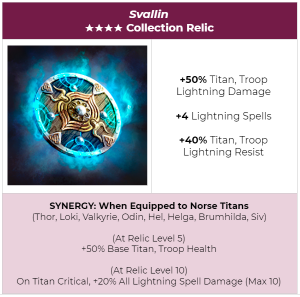 Svallin
★★★★ Collection Relic
+50% Titan, Troop
Lightning Damage
+4 Lightning Spells
+40% Titan, Troop
Lightning Resist
SYNERGY: When Equipped to Norse Titans
(Thor, Loki, Valkyrie, Odin, Hel, Helga, Brumhilda, Siv)
(At Relic Level 5)
+50% Base Titan, Troop Health
(At Relic Level 10)
On Titan Critical, +20% All Lightning Spell Damage (Max 10)